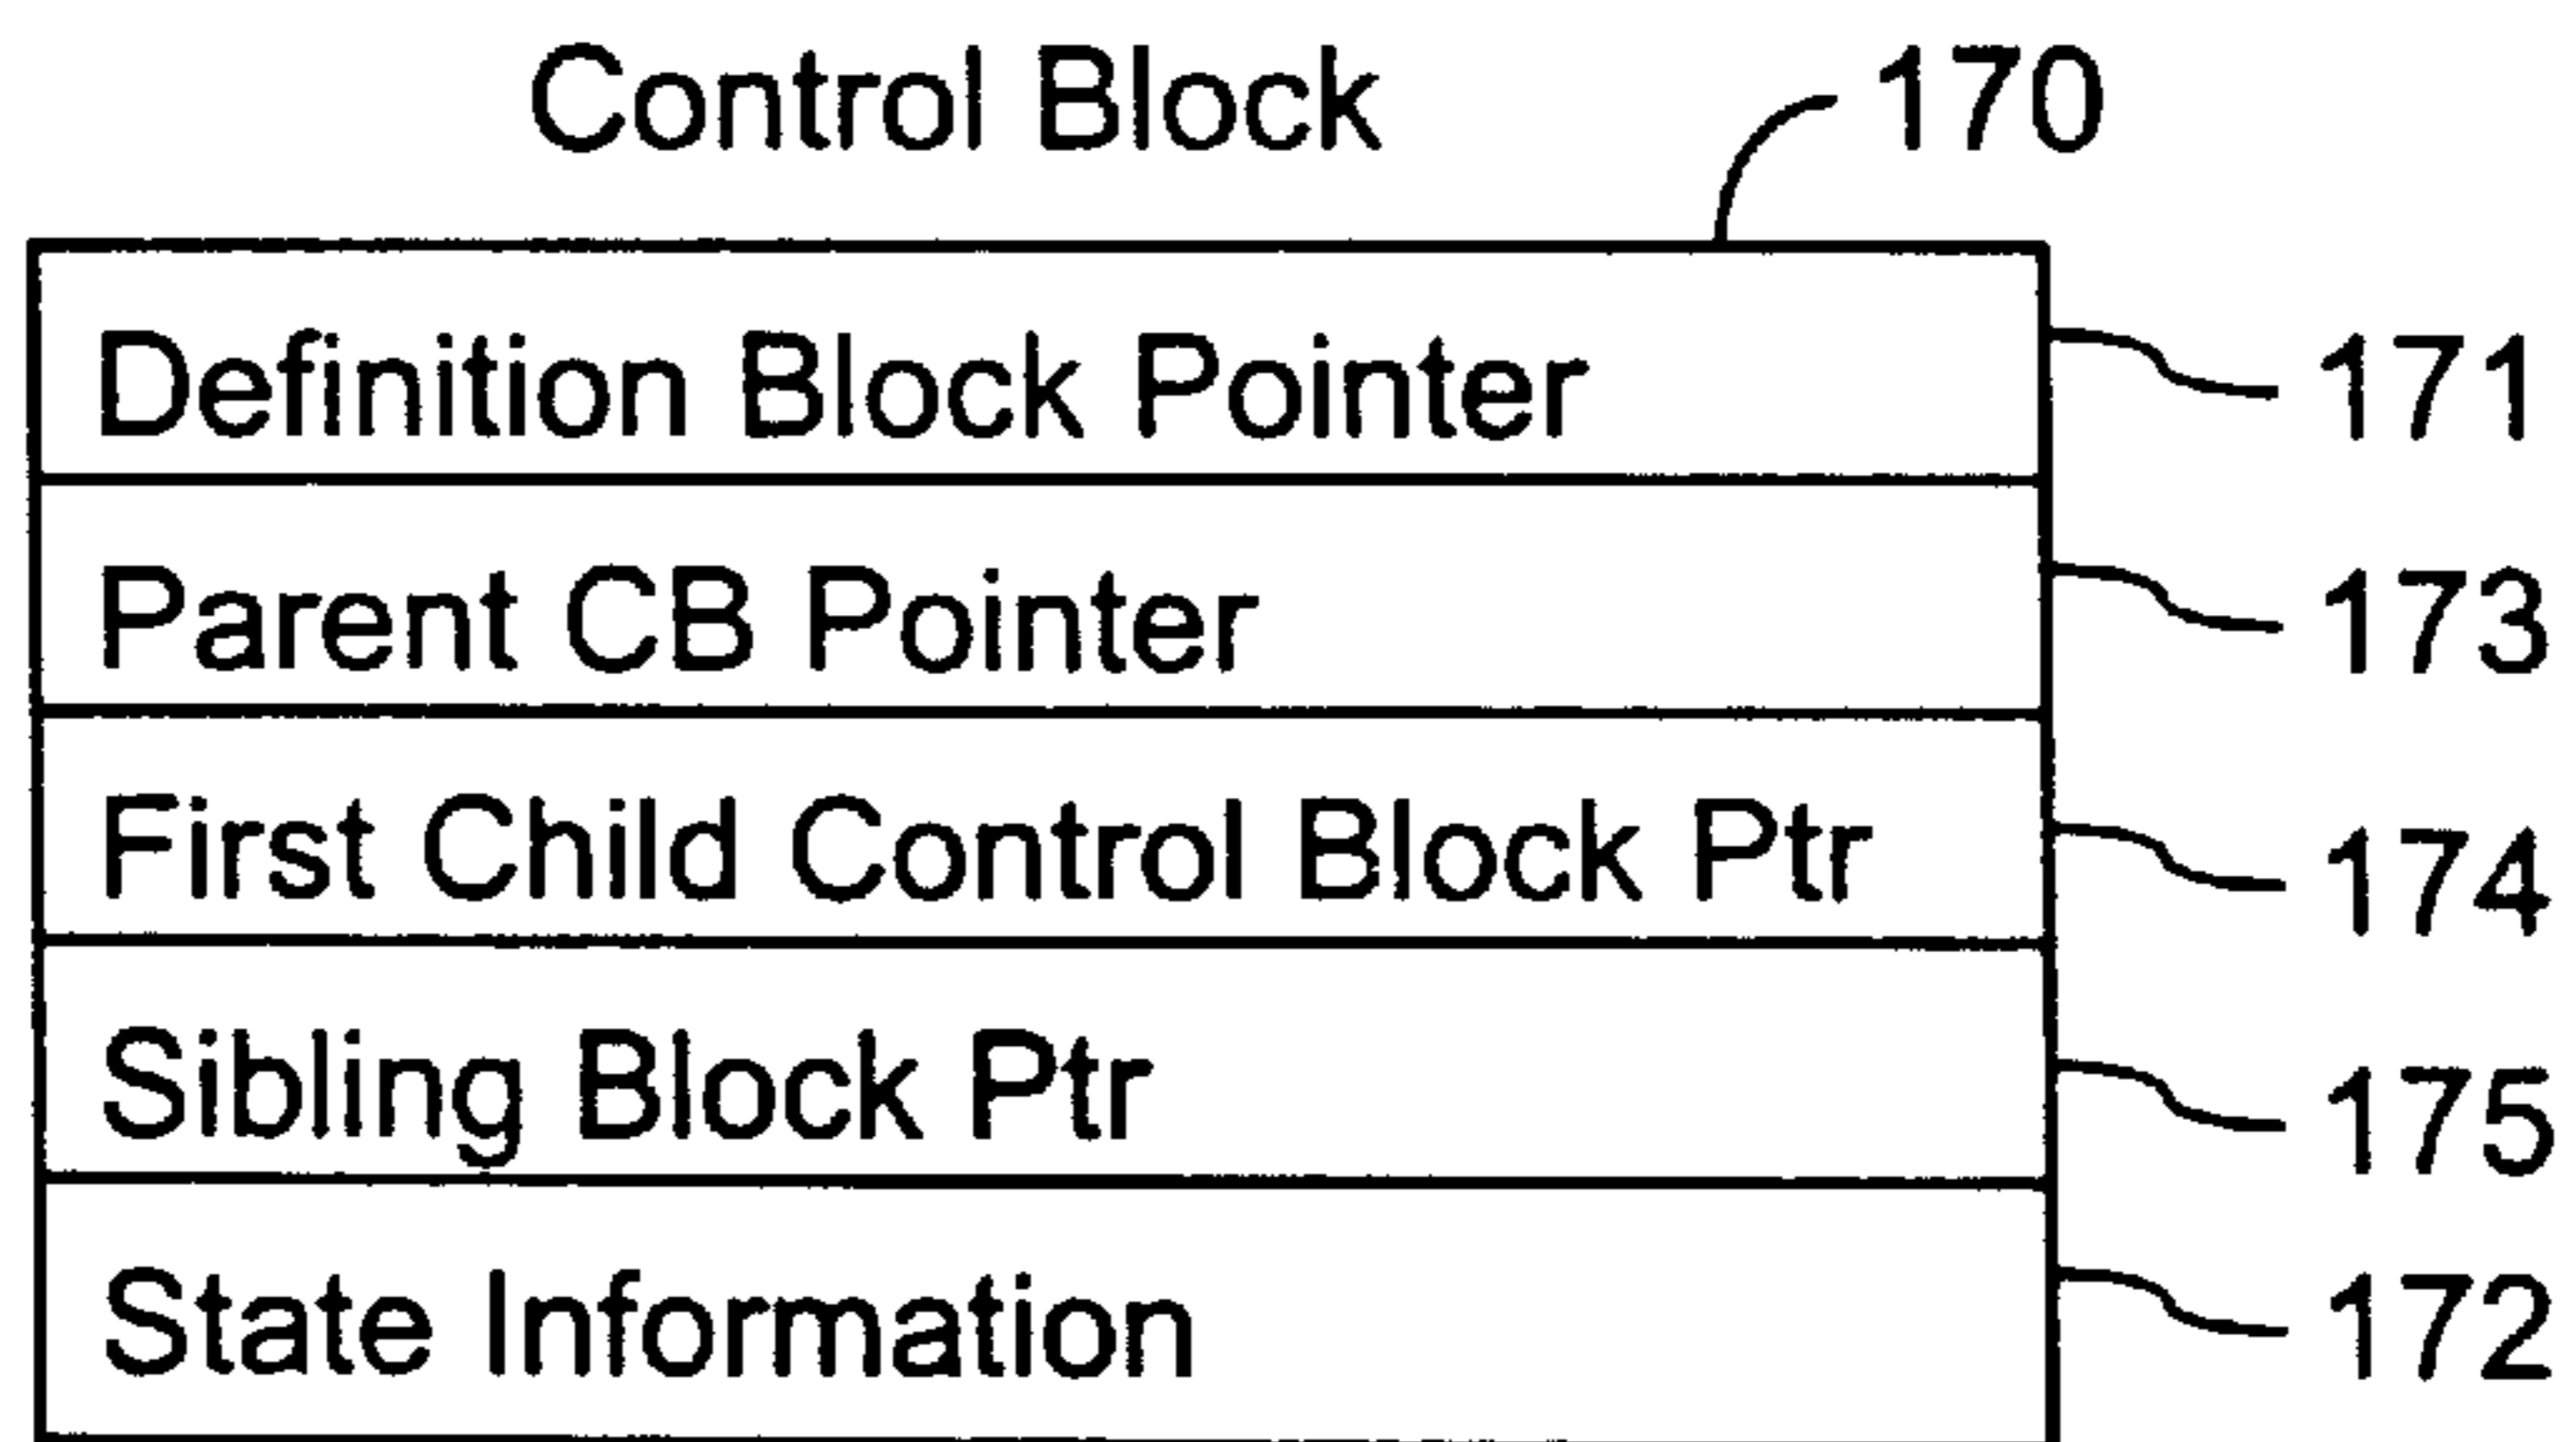 Control Block 170
Definition Block Pointer 171
Parent CB Pointer 173
First Child Control Block Ptr 174
Sibling Block Ptr 175
State Information 172